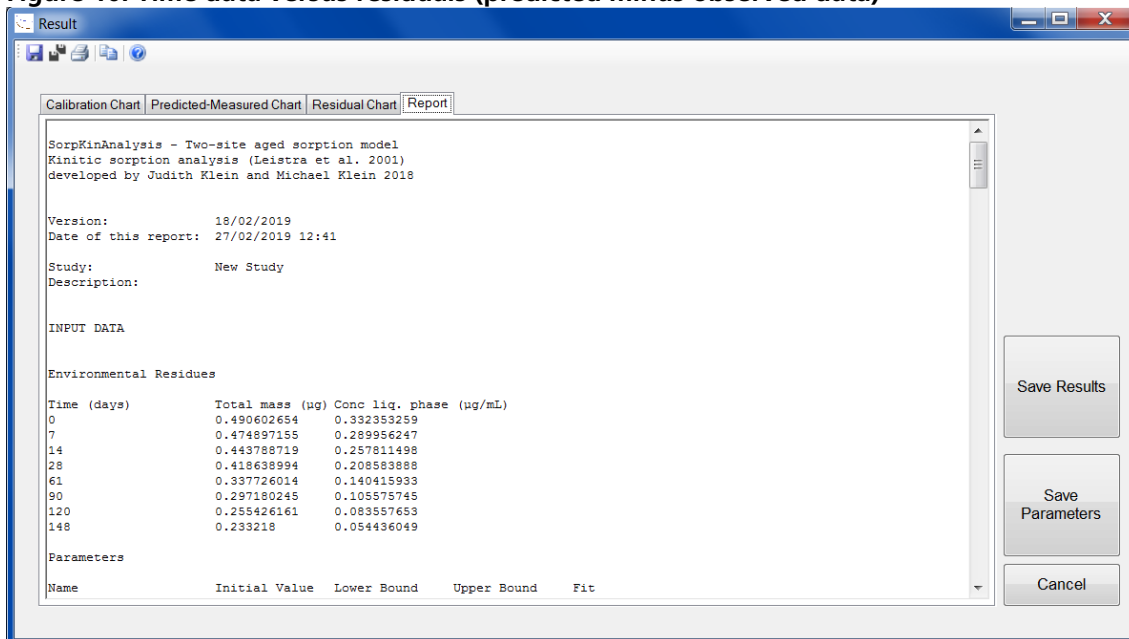 Figure 10: Time data versus residuals (predicted minus observed data)
Result
Calibration Chart Predicted-Measured Chart Residual Chart Report
SorpKinAnalysis - Two-site aged sorption model
Kinitic sorption analysis (Leistra et al. 2001)
developed by Judith Klein and Michael Klein 2018
Version: 18/02/2019
Date of this report: 27/02/2019 12:41
Study: New Study
Description:
INPUT DATA
Environmental Residues
Time (days) Total mass (µg) Conc liq. phase (µg/mL)
0 0.490602654 0.332353259
7 0.474897155 0.289956247
14 0.443788719 0.257811498
28 0.418638994 0.208583888
61 0.337726014 0.140415933
90 0.297180245 0.105575745
120 0.255426161 0.083557653
148 0.233218 0.054436049
Parameters
Name Initial Value Lower Bound Upper Bound Fit
Save Results
Save
Parameters
Cancel